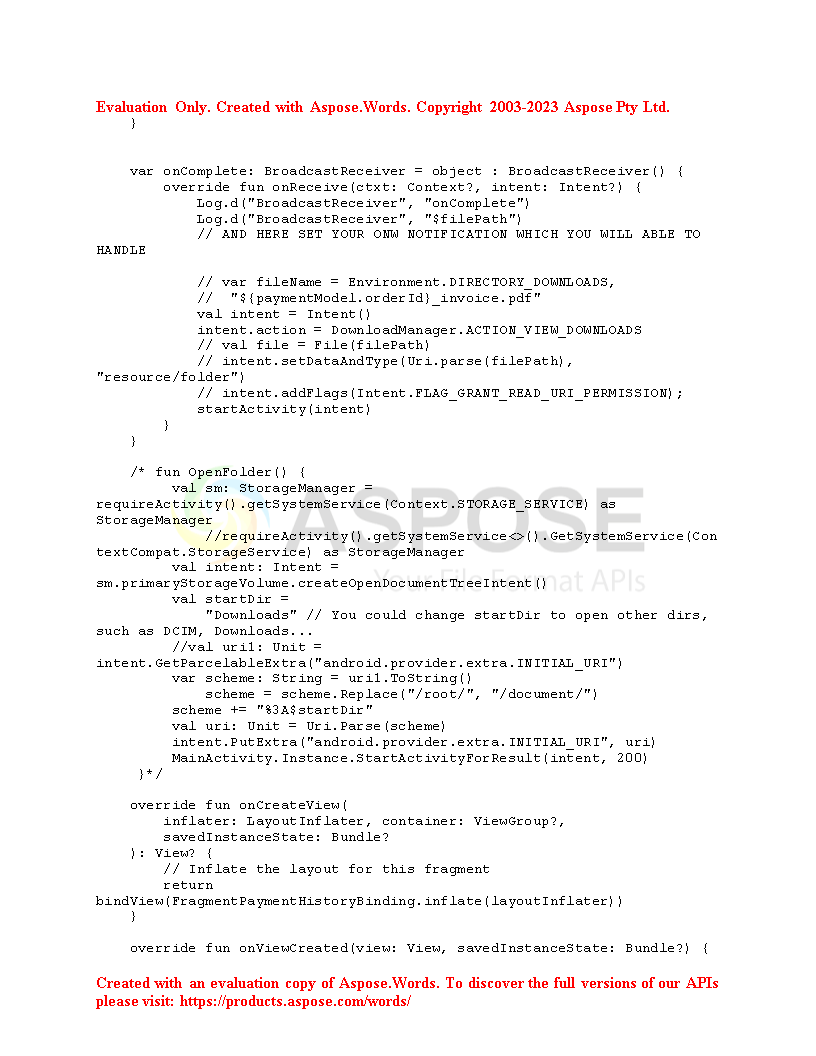 Evaluation Only. Created with Aspose.Words. Copyright 2003-2023 Aspose Pty Ltd.
    }
    var onComplete: BroadcastReceiver = object : BroadcastReceiver() {
        override fun onReceive(ctxt: Context?, intent: Intent?) {
            Log.d("BroadcastReceiver", "onComplete")
            Log.d("BroadcastReceiver", "$filePath")
            // AND HERE SET YOUR ONW NOTIFICATION WHICH YOU WILL ABLE TO
HANDLE
            // var fileName = Environment.DIRECTORY_DOWNLOADS,
            //  "${paymentModel.orderId}_invoice.pdf"
            val intent = Intent()
            intent.action = DownloadManager.ACTION_VIEW_DOWNLOADS
            // val file = File(filePath)
            // intent.setDataAndType(Uri.parse(filePath),
"resource/folder")
            // intent.addFlags(Intent.FLAG_GRANT_READ_URI_PERMISSION);
            startActivity(intent)
        }
    }
    /* fun OpenFolder() {
         val sm: StorageManager =
requireActivity().getSystemService(Context.STORAGE_SERVICE) as
StorageManager
             //requireActivity().getSystemService<>().GetSystemService(Con
textCompat.StorageService) as StorageManager
         val intent: Intent =
sm.primaryStorageVolume.createOpenDocumentTreeIntent()
         val startDir =
             "Downloads" // You could change startDir to open other dirs,
such as DCIM, Downloads...
         //val uri1: Unit =
intent.GetParcelableExtra("android.provider.extra.INITIAL_URI")
         var scheme: String = uri1.ToString()
             scheme = scheme.Replace("/root/", "/document/")
         scheme += "%3A$startDir"
         val uri: Unit = Uri.Parse(scheme)
         intent.PutExtra("android.provider.extra.INITIAL_URI", uri)
         MainActivity.Instance.StartActivityForResult(intent, 200)
     }*/
    override fun onCreateView(
        inflater: LayoutInflater, container: ViewGroup?,
        savedInstanceState: Bundle?
    ): View? {
        // Inflate the layout for this fragment
        return
bindView(FragmentPaymentHistoryBinding.inflate(layoutInflater))
    }
    override fun onViewCreated(view: View, savedInstanceState: Bundle?) {
ASPOSE
Your File Format APIs
Created with an evaluation copy of Aspose.Words. To discover the full versions of our APIs
please visit: https://products.aspose.com/words/